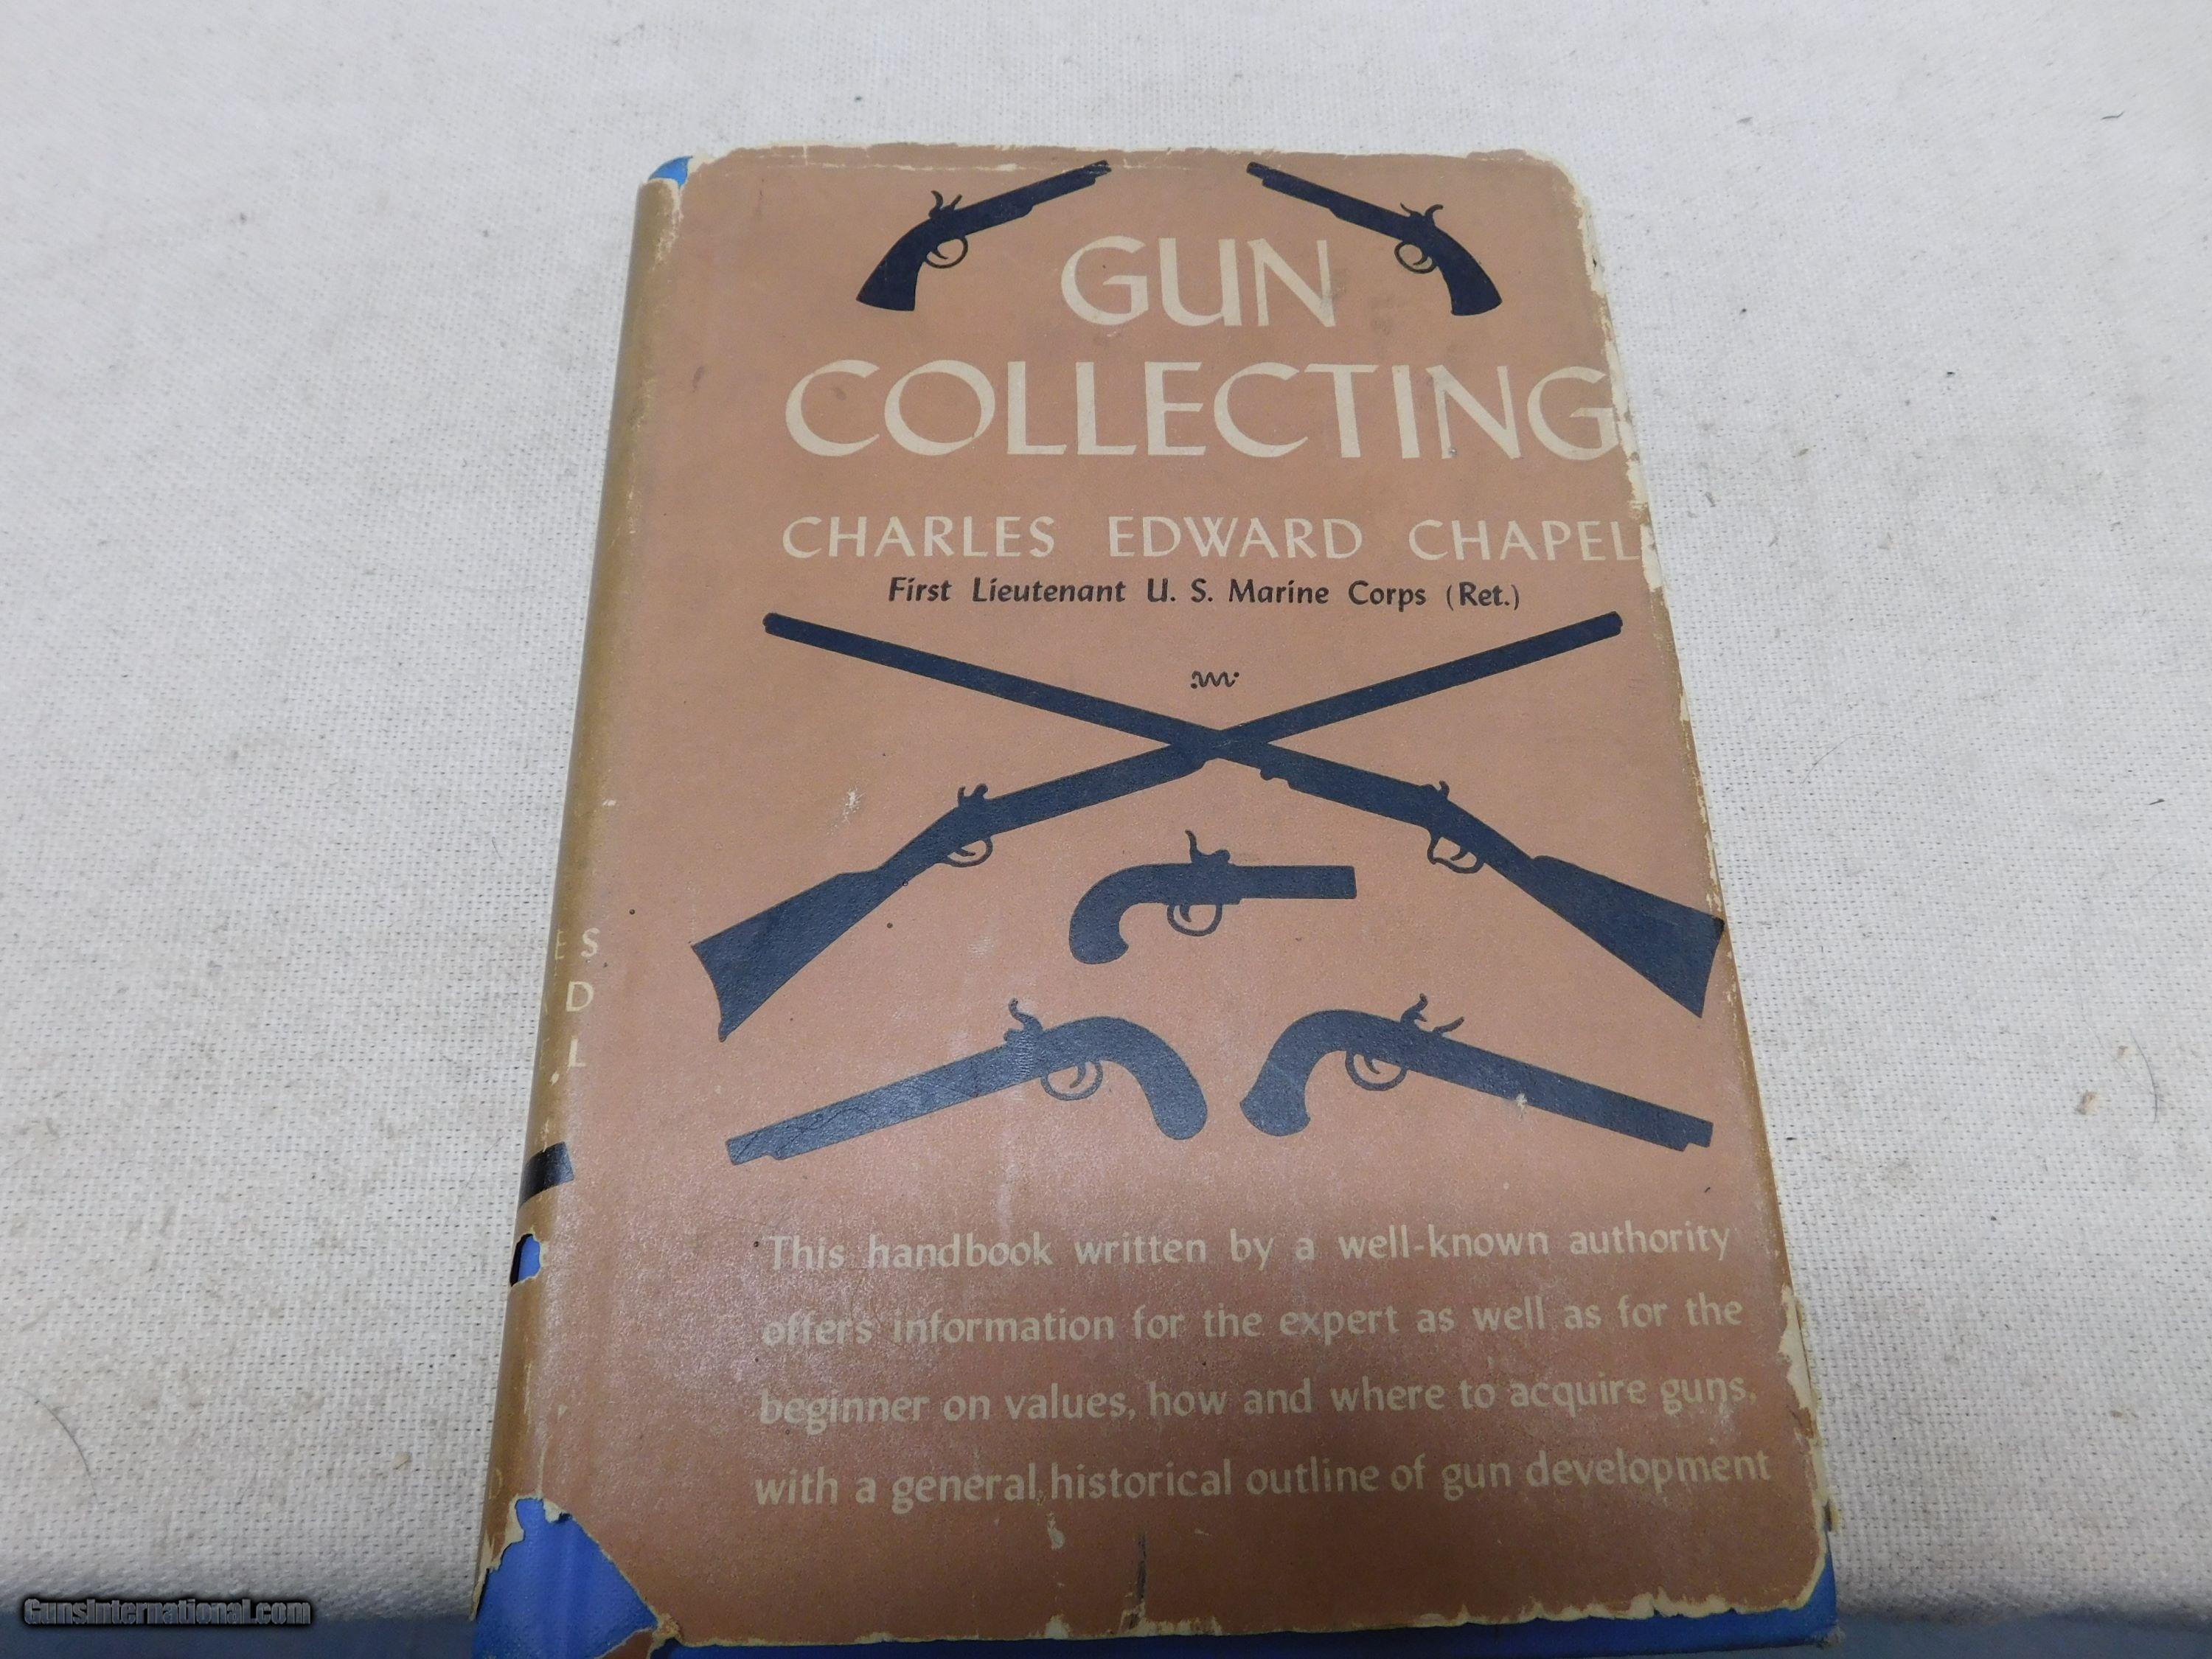 GUN
COLLECTING
CHARLES EDWARD CHAPEL
First Lieutenant U. S. Marine Corps (Ret.)
This handbook written by a well-known authority
offers information for the expert as well as for the
beginner on values, how and where to acquire guns,
with a general historical outline of gun development
ES
D
L
GunsInternational.com